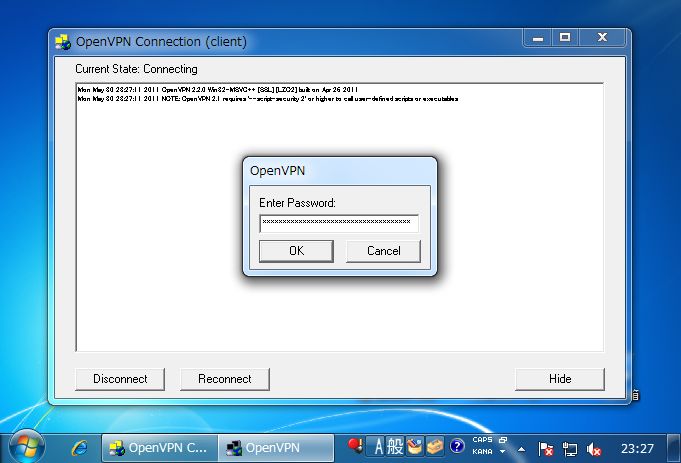 OpenVPN Connection (client)
Current State: Connecting
Mon May 30 23:27:11 2011 OpenVPN 2.2.0 Win32-MSVC++ [SSL] [LZO2] built on Apr 26 2011
Mon May 30 23:27:11 2011 NOTE: OpenVPN 2.1 requires '--script-security 2' or higher to call user-defined scripts or executables
OpenVPN
Enter Password:
OK
Cancel
Disconnect
Reconnect
Hide
OpenVPN C...
OpenVPN
A 般
CAPS
KANA
23:27